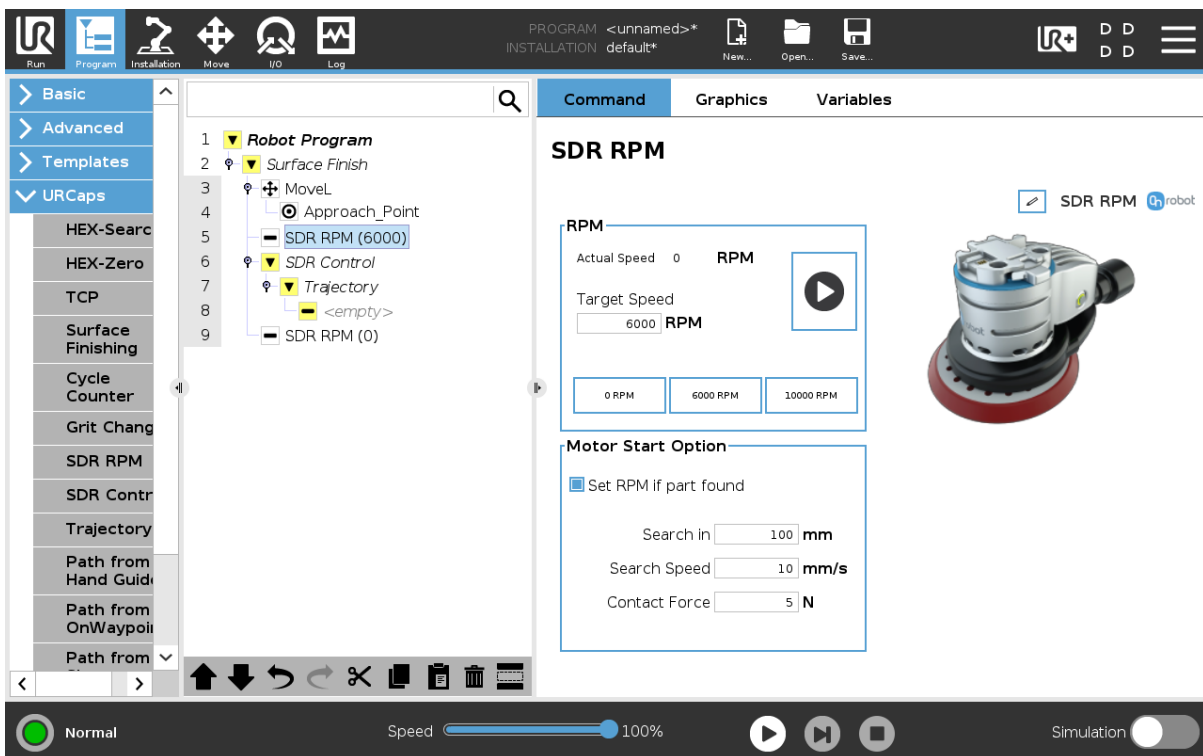 PROGRAM <unnamed>*
INSTALLATION default*
UR
UR+
D D
D D
Run
Program
Installation
Move
I/O
Log
New...
Open...
Save...
Basic
Advanced
Templates
URCaps
HEX-Searc
HEX-Zero
TCP
Surface
Finishing
Cycle
Counter
Grit Chang
SDR RPM
SDR Contr
Trajectory
Path from
Hand Guide
Path from
OnWaypoin
Path from
1 Robot Program
2 Surface Finish
3 MoveL
4 Approach_Point
5 SDR RPM (6000)
6 SDR Control
7 Trajectory
8 <empty>
9 SDR RPM (0)
Command Graphics Variables
SDR RPM
SDR RPM OnRobot
RPM
Actual Speed 0 RPM
Target Speed
6000 RPM
0 RPM 6000 RPM 10000 RPM
Motor Start Option
Set RPM if part found
Search in 100 mm
Search Speed 10 mm/s
Contact Force 5 N
Normal
Speed 100%
Simulation